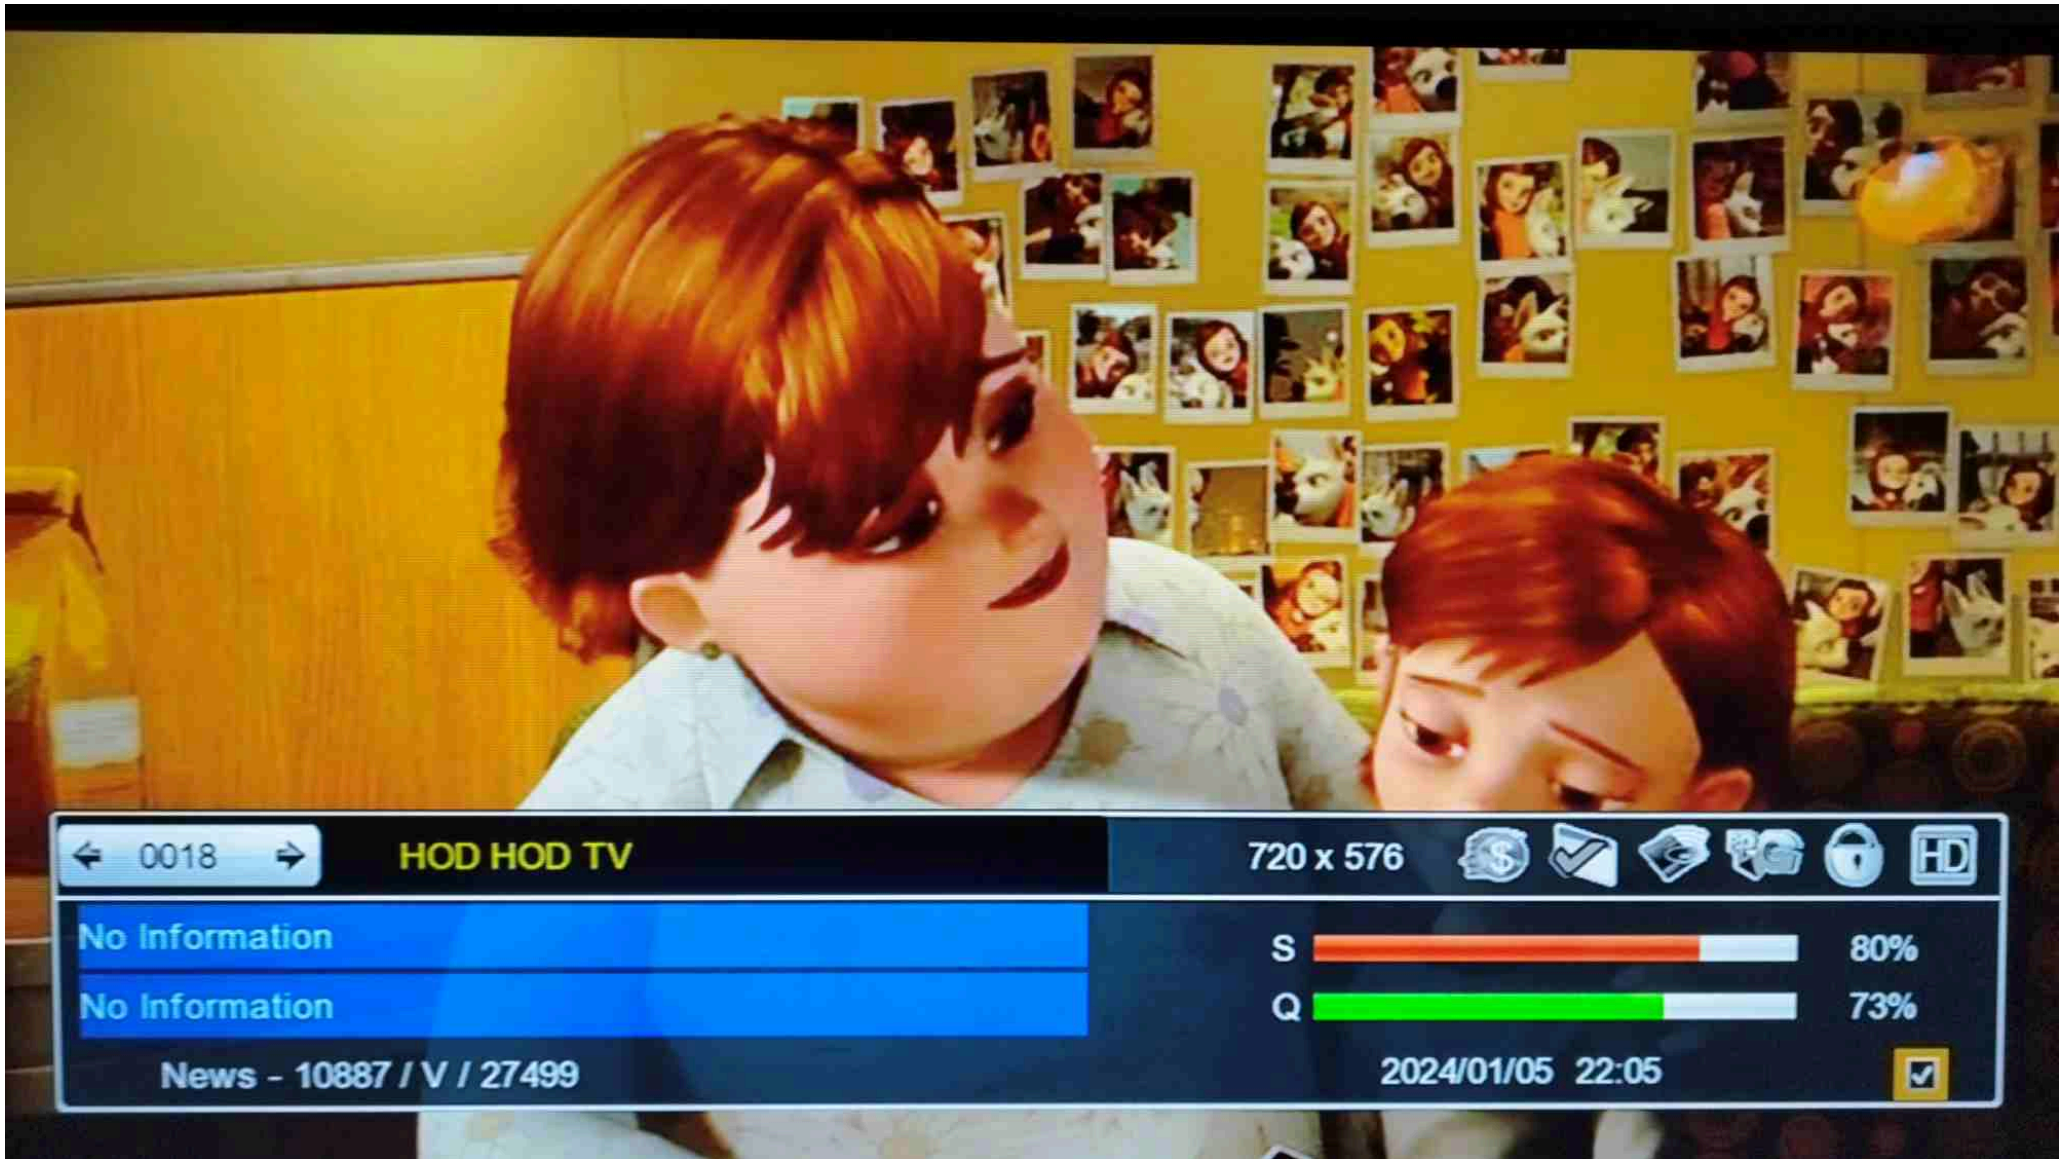 0018
HOD HOD TV
720 x 576
HD
No Information
S 80%
No Information
Q 73%
News - 10887 / V / 27499
2024/01/05 22:05